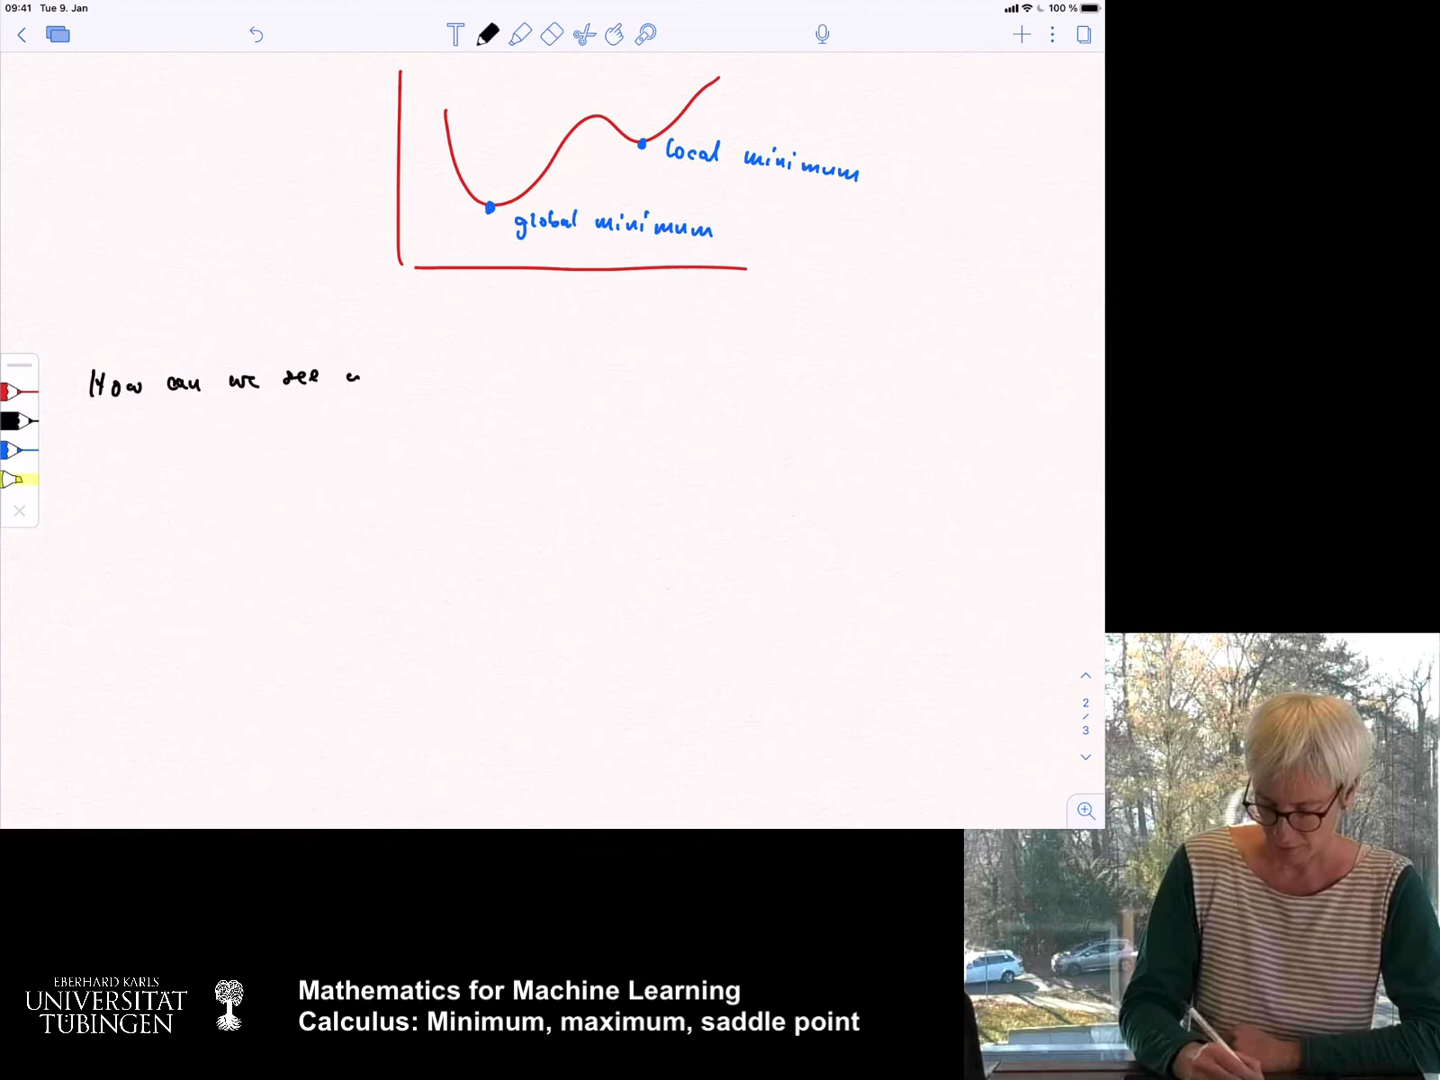 09:41 Tue 9. Jan
100 %
T
local minimum
global minimum
How can we see
2
/
3
EBERHARD KARLS
UNIVERSITÄT
TÜBINGEN
Mathematics for Machine Learning
Calculus: Minimum, maximum, saddle point